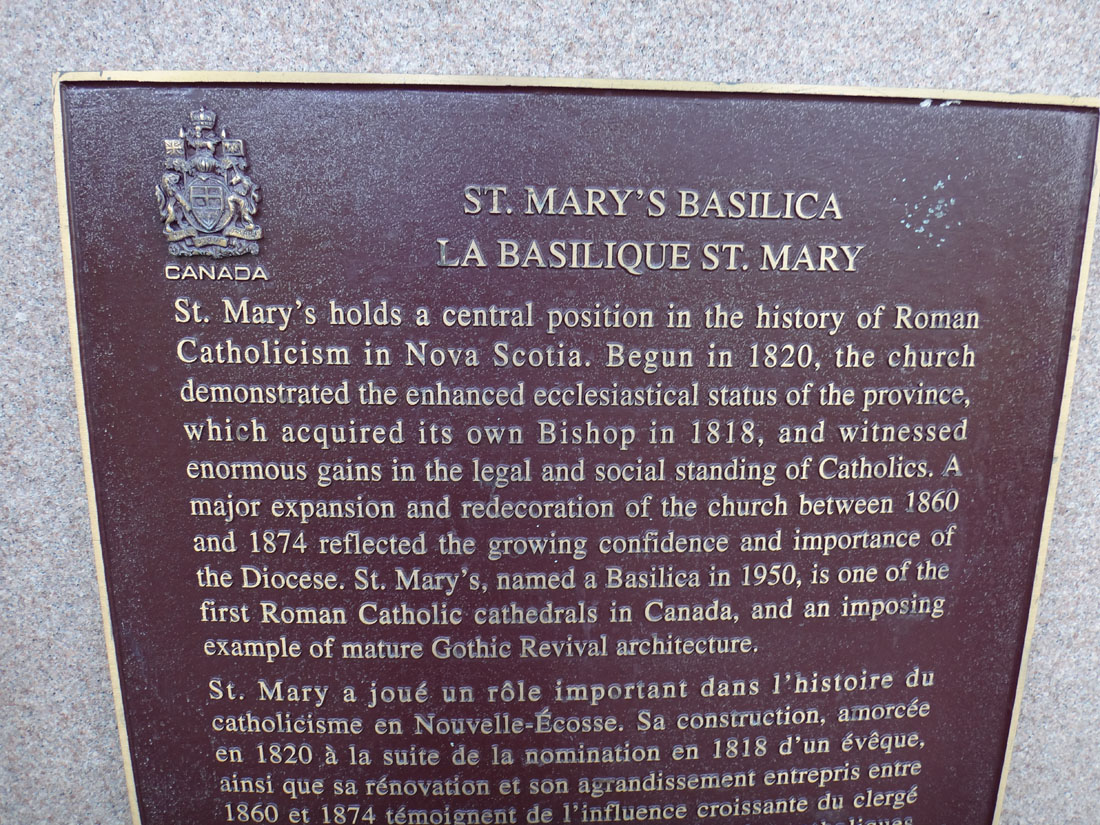 CANADA
ST. MARY'S BASILICA
LA BASILIQUE ST. MARY
St. Mary's holds a central position in the history of Roman
Catholicism in Nova Scotia. Begun in 1820, the church
demonstrated the enhanced ecclesiastical status of the province,
which acquired its own Bishop in 1818, and witnessed
enormous gains in the legal and social standing of Catholics. A
major expansion and redecoration of the church between 1860
and 1874 reflected the growing confidence and importance of
the Diocese. St. Mary's, named a Basilica in 1950, is one of the
first Roman Catholic cathedrals in Canada, and an imposing
example of mature Gothic Revival architecture.
St. Mary a joué un rôle important dans l'histoire du
catholicisme en Nouvelle-Écosse. Sa construction, amorcée
en 1820 à la suite de la nomination en 1818 d'un évêque,
ainsi que sa rénovation et son agrandissement entrepris entre
1860 et 1874 témoignent de l'influence croissante du clergé